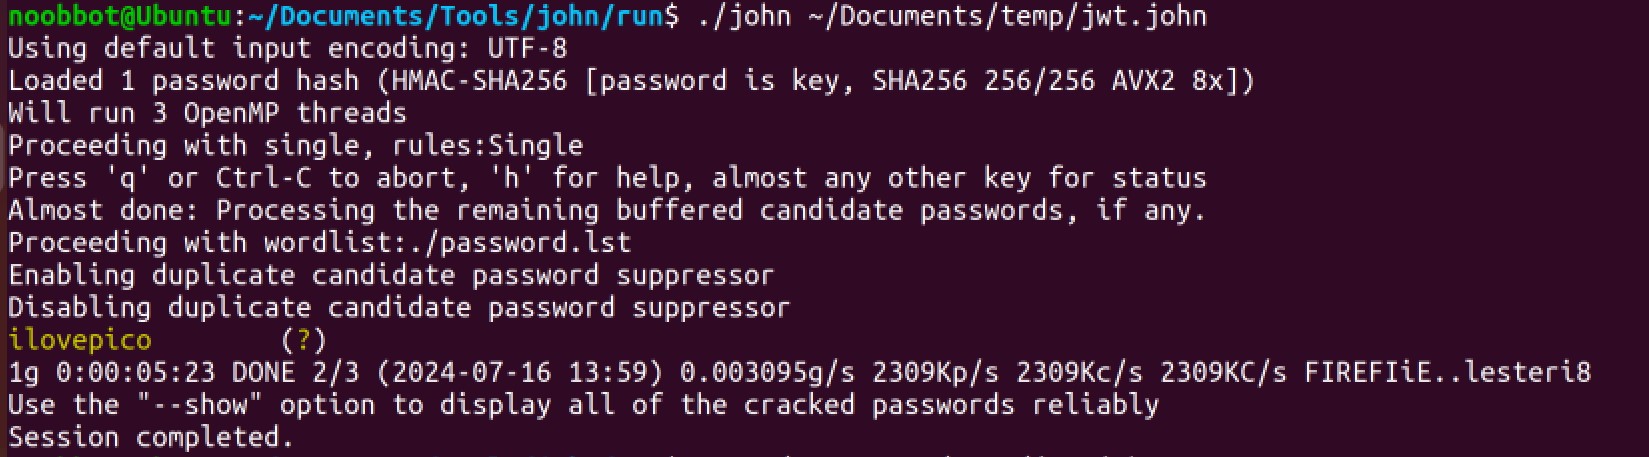 noobbot@Ubuntu:~/Documents/Tools/john/run$ ./john ~/Documents/temp/jwt.john
Using default input encoding: UTF-8
Loaded 1 password hash (HMAC-SHA256 [password is key, SHA256 256/256 AVX2 8x])
Will run 3 OpenMP threads
Proceeding with single, rules:Single
Press 'q' or Ctrl-C to abort, 'h' for help, almost any other key for status
Almost done: Processing the remaining buffered candidate passwords, if any.
Proceeding with wordlist:./password.lst
Enabling duplicate candidate password suppressor
Disabling duplicate candidate password suppressor
ilovepico        (?)
1g 0:00:05:23 DONE 2/3 (2024-07-16 13:59) 0.003095g/s 2309Kp/s 2309Kc/s 2309KC/s FIREFIiE..lesteri8
Use the "--show" option to display all of the cracked passwords reliably
Session completed.